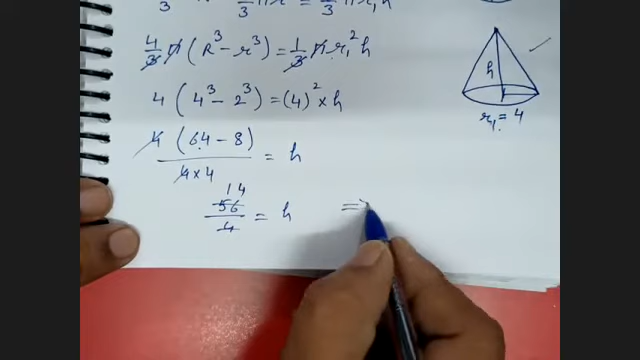 4/3 π (R³ - r³) = 1/3 π r₁² h
4 (4³ - 2³) = (4)² × h
4 (64 - 8) / 4 × 4 = h
14
56 / 4 = h ⇒
h
r₁ = 4